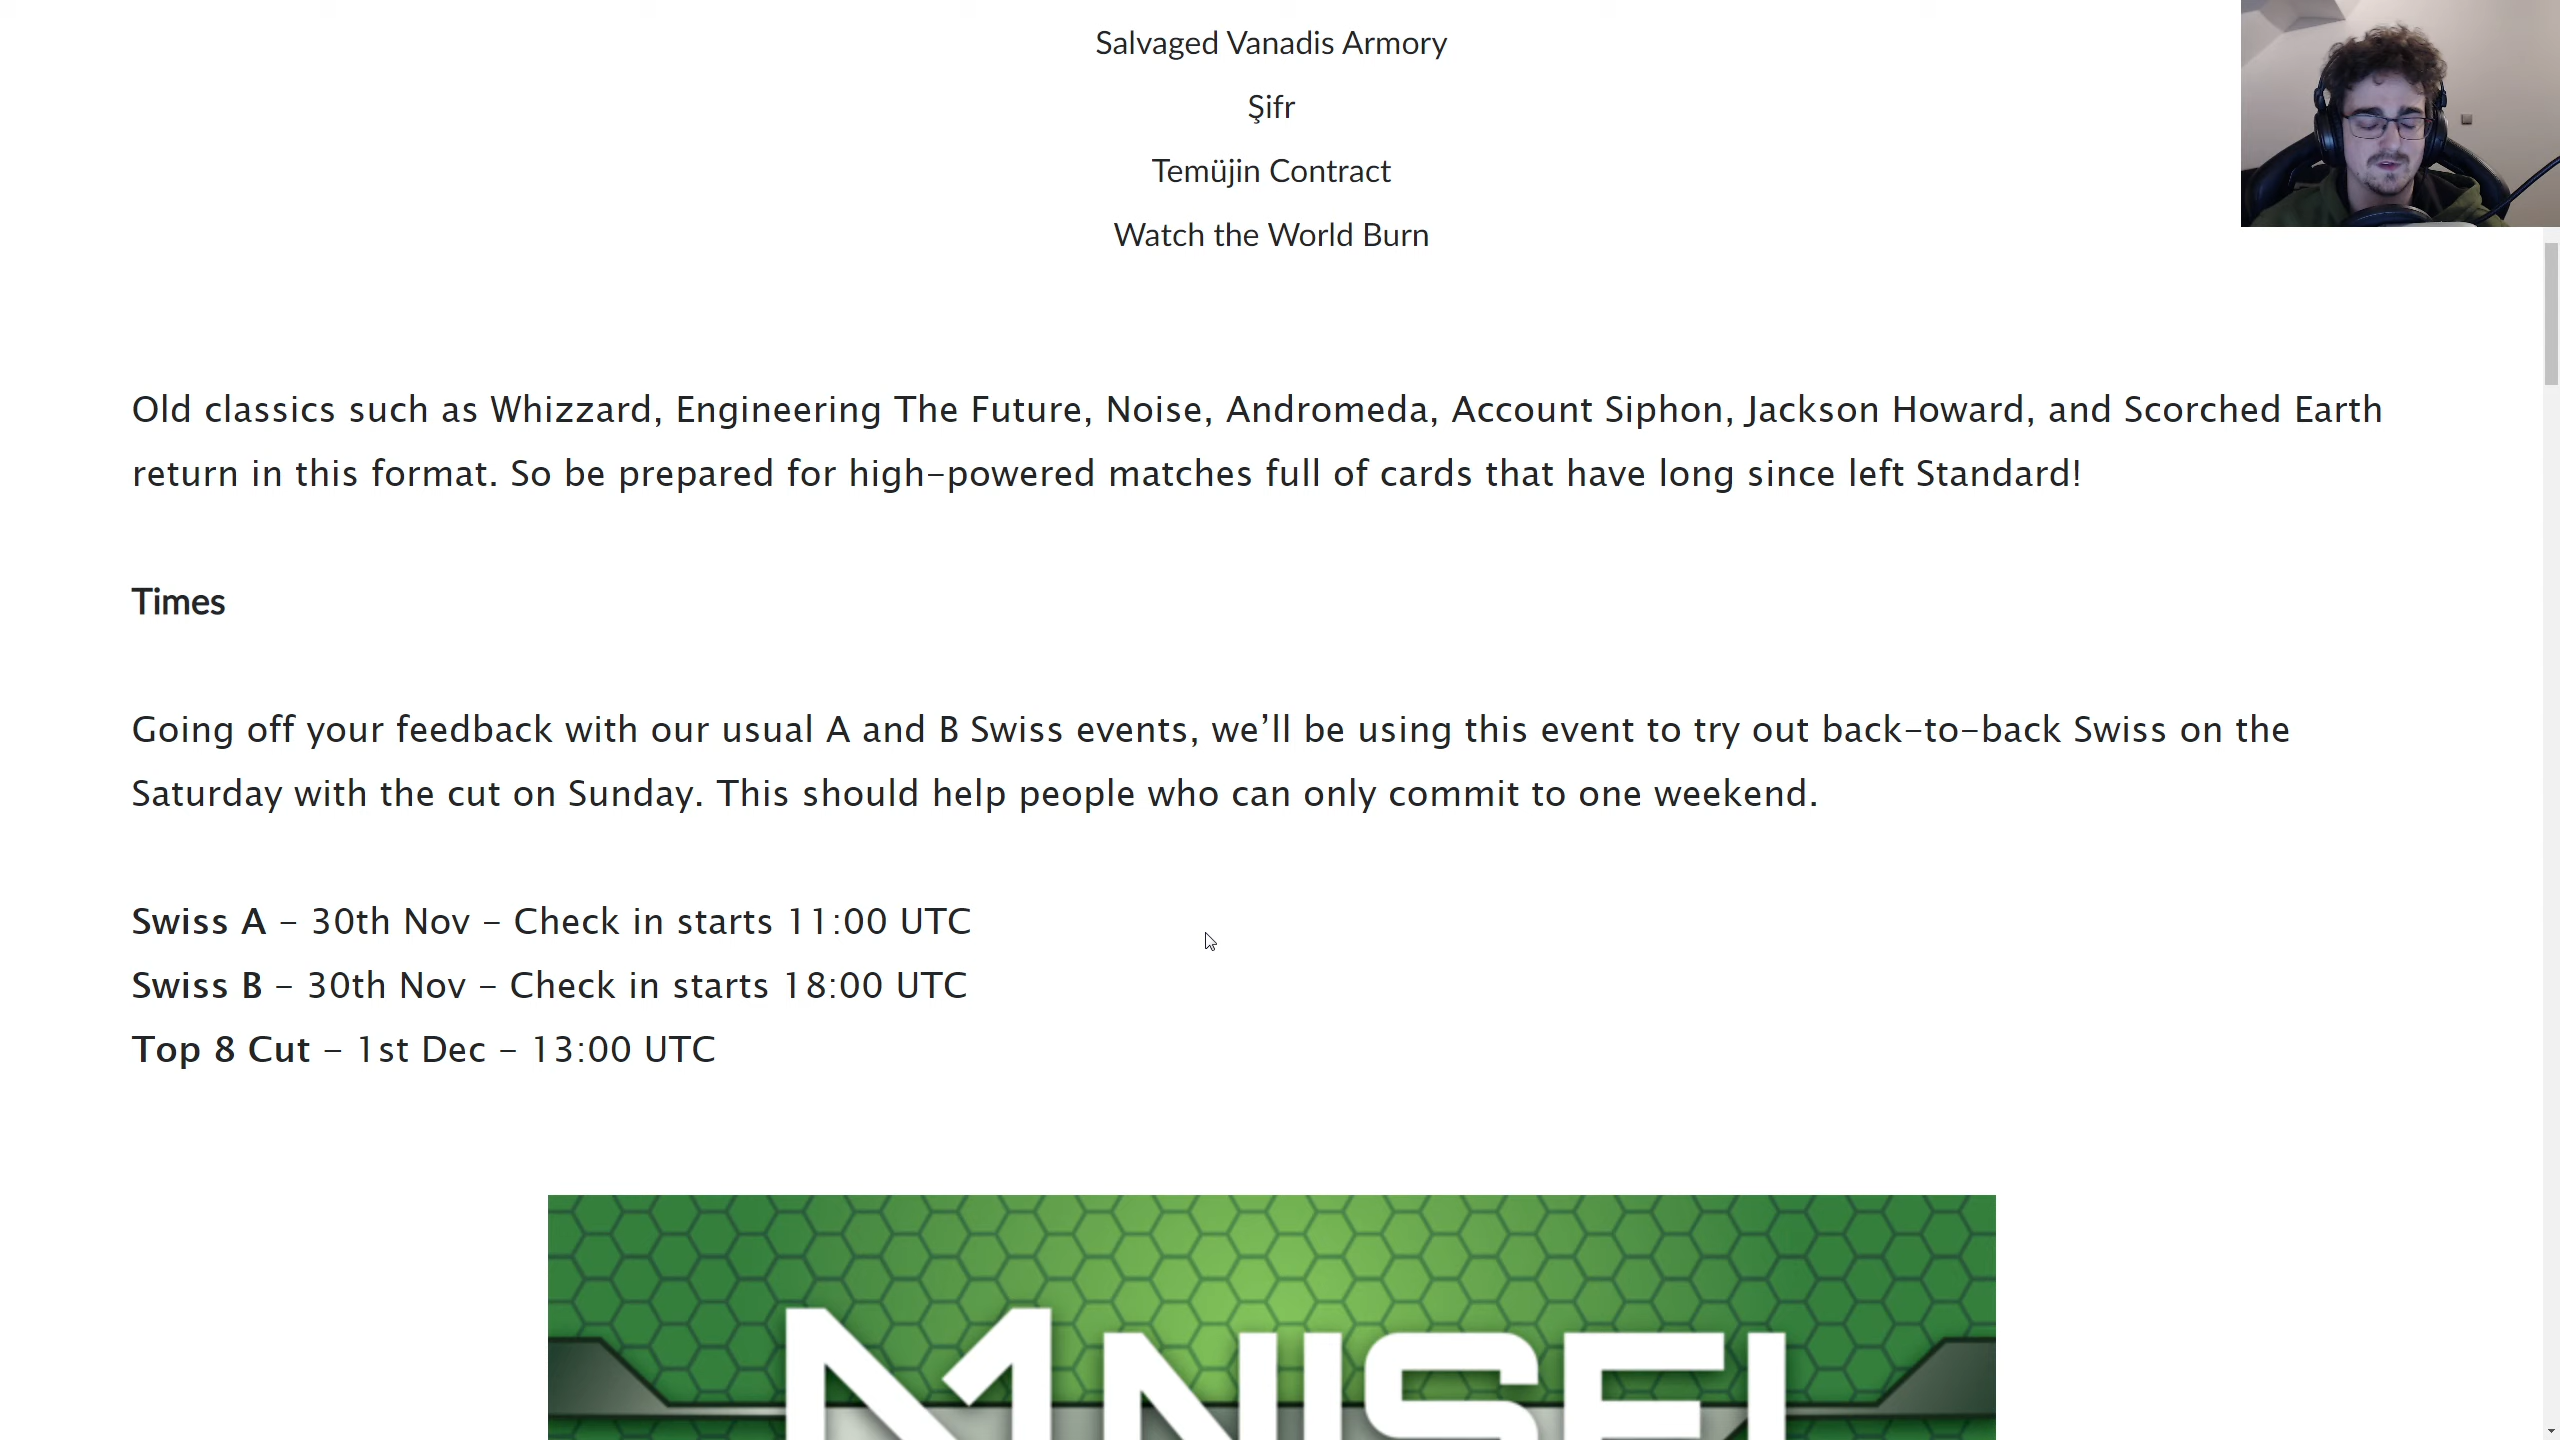 Salvaged Vanadis Armory
Şifr
Temüjin Contract
Watch the World Burn
Old classics such as Whizzard, Engineering The Future, Noise, Andromeda, Account Siphon, Jackson Howard, and Scorched Earth
return in this format. So be prepared for high-powered matches full of cards that have long since left Standard!
Times
Going off your feedback with our usual A and B Swiss events, we’ll be using this event to try out back-to-back Swiss on the
Saturday with the cut on Sunday. This should help people who can only commit to one weekend.
Swiss A – 30th Nov – Check in starts 11:00 UTC
Swiss B – 30th Nov – Check in starts 18:00 UTC
Top 8 Cut – 1st Dec – 13:00 UTC
NISEI